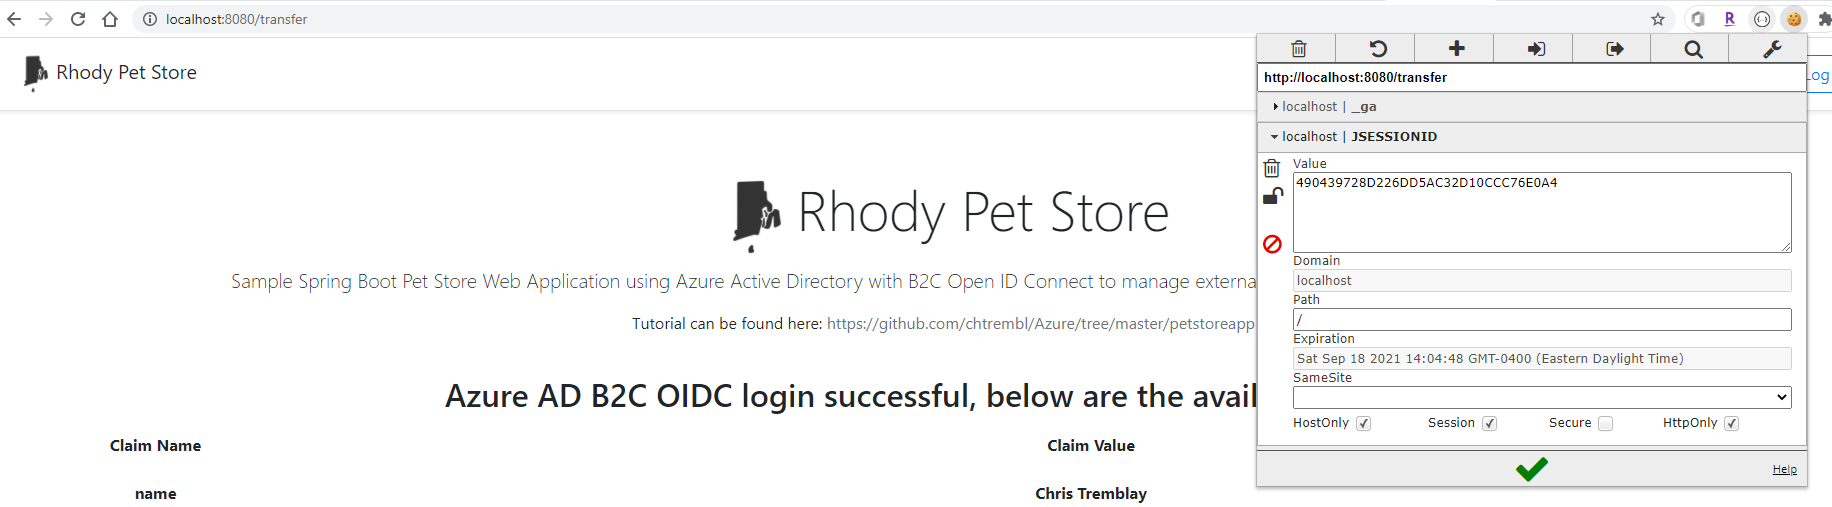 localhost:8080/transfer
Rhody Pet Store
Log
http://localhost:8080/transfer
localhost | _ga
localhost | JSESSIONID
Value
490439728D226DD5AC32D10CCC76E0A4
Domain
localhost
Path
/
Expiration
Sat Sep 18 2021 14:04:48 GMT-0400 (Eastern Daylight Time)
SameSite
HostOnly Session Secure HttpOnly
Help
Rhody Pet Store
Sample Spring Boot Pet Store Web Application using Azure Active Directory with B2C Open ID Connect to manage externa
Tutorial can be found here: https://github.com/chtrembl/Azure/tree/master/petstoreapp
Azure AD B2C OIDC login successful, below are the avail
Claim Name Claim Value
name Chris Tremblay